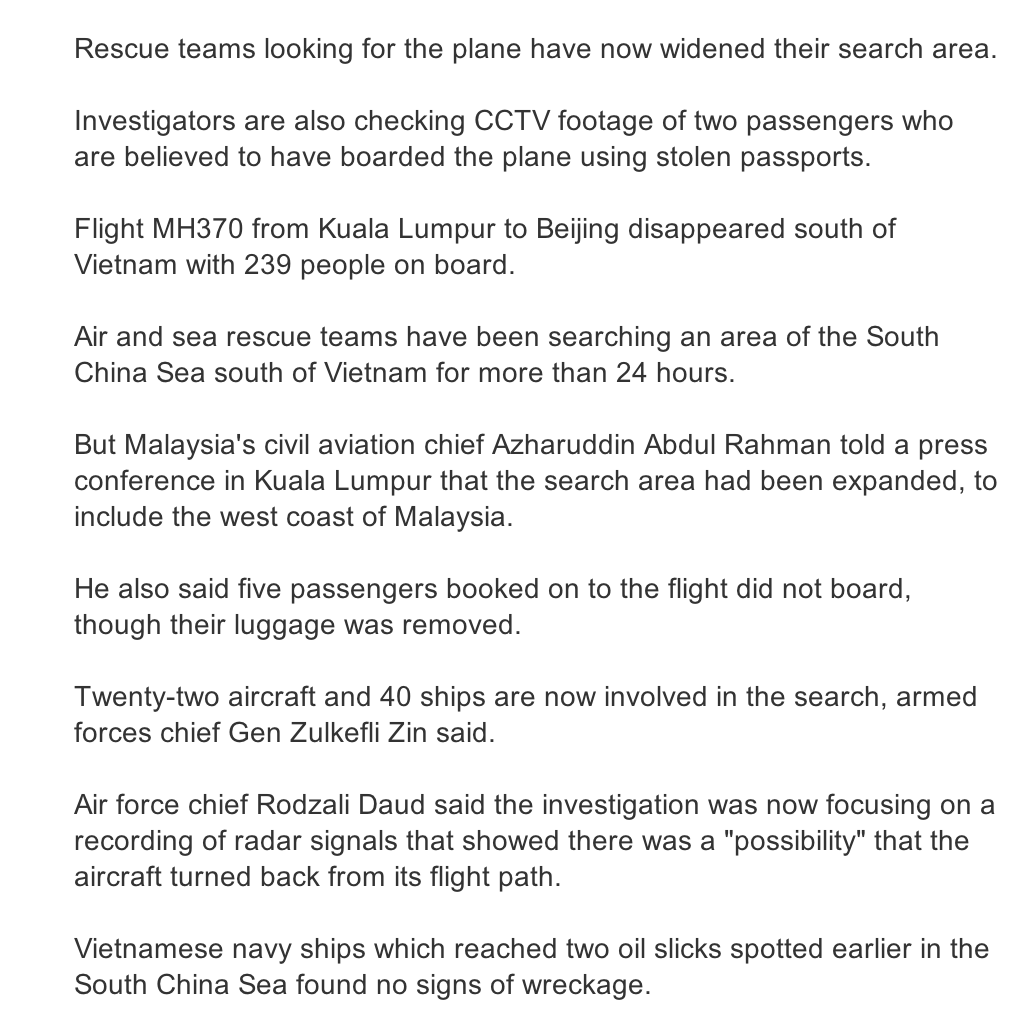 Rescue teams looking for the plane have now widened their search area.
Investigators are also checking CCTV footage of two passengers who
are believed to have boarded the plane using stolen passports.
Flight MH370 from Kuala Lumpur to Beijing disappeared south of
Vietnam with 239 people on board.
Air and sea rescue teams have been searching an area of the South
China Sea south of Vietnam for more than 24 hours.
But Malaysia's civil aviation chief Azharuddin Abdul Rahman told a press
conference in Kuala Lumpur that the search area had been expanded, to
include the west coast of Malaysia.
He also said five passengers booked on to the flight did not board,
though their luggage was removed.
Twenty-two aircraft and 40 ships are now involved in the search, armed
forces chief Gen Zulkefli Zin said.
Air force chief Rodzali Daud said the investigation was now focusing on a
recording of radar signals that showed there was a "possibility" that the
aircraft turned back from its flight path.
Vietnamese navy ships which reached two oil slicks spotted earlier in the
South China Sea found no signs of wreckage.